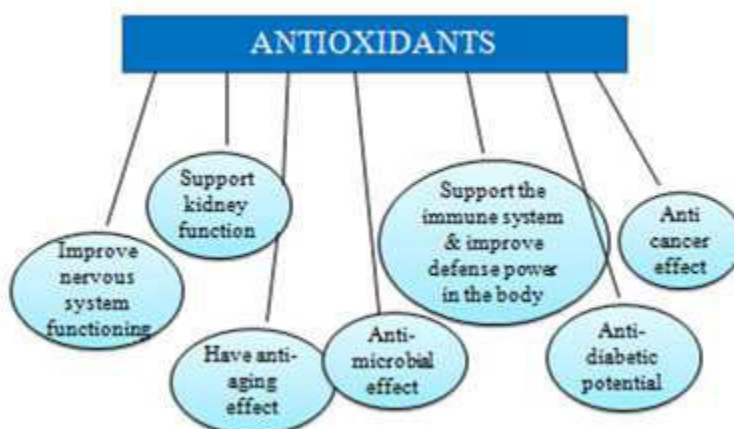 ANTIOXIDANTS
Improve
nervous
system
functioning
Support
kidney
function
Have anti-
aging
effect
Anti-
microbial
effect
Support the
immune system
& improve
defense power
in the body
Anti-
diabetic
potential
Anti
cancer
effect